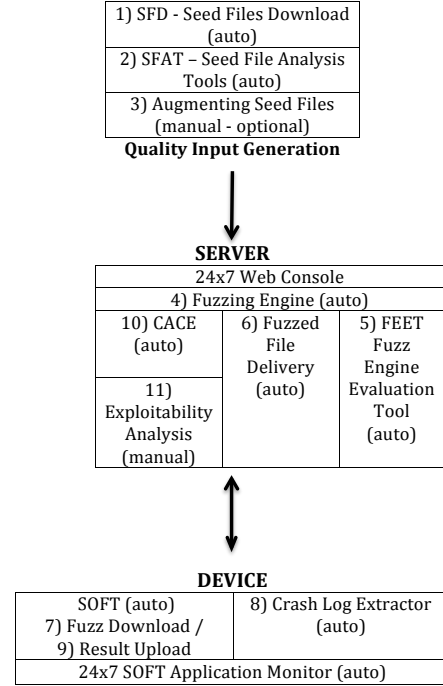 1) SFD - Seed Files Download
(auto)
2) SFAT – Seed File Analysis
Tools (auto)
3) Augmenting Seed Files
(manual - optional)
Quality Input Generation
SERVER
24x7 Web Console
4) Fuzzing Engine (auto)
10) CACE
(auto)
11)
Exploitability
Analysis
(manual)
6) Fuzzed
File
Delivery
(auto)
5) FEET
Fuzz
Engine
Evaluation
Tool
(auto)
DEVICE
SOFT (auto)
7) Fuzz Download /
9) Result Upload
8) Crash Log Extractor
(auto)
24x7 SOFT Application Monitor (auto)